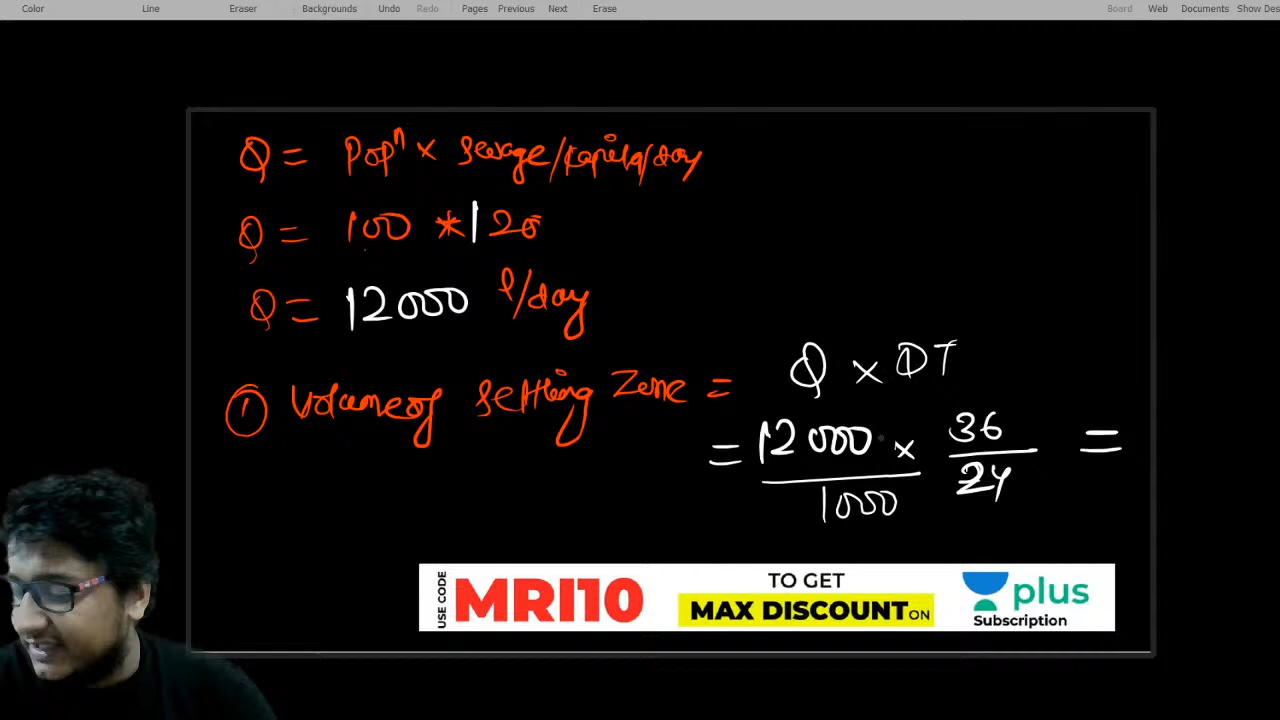 Color Line Eraser Backgrounds Undo Redo Pages Previous Next Erase Board Web Documents Show Des
Q = Popⁿ × Sewage/Capita/day
Q = 100 * 120
Q = 12000 l/day
① Volume of Settling Zone = Q × DT
= 12000/1000 × 36/24 =
USE CODE MRI10 TO GET MAX DISCOUNT ON plus Subscription